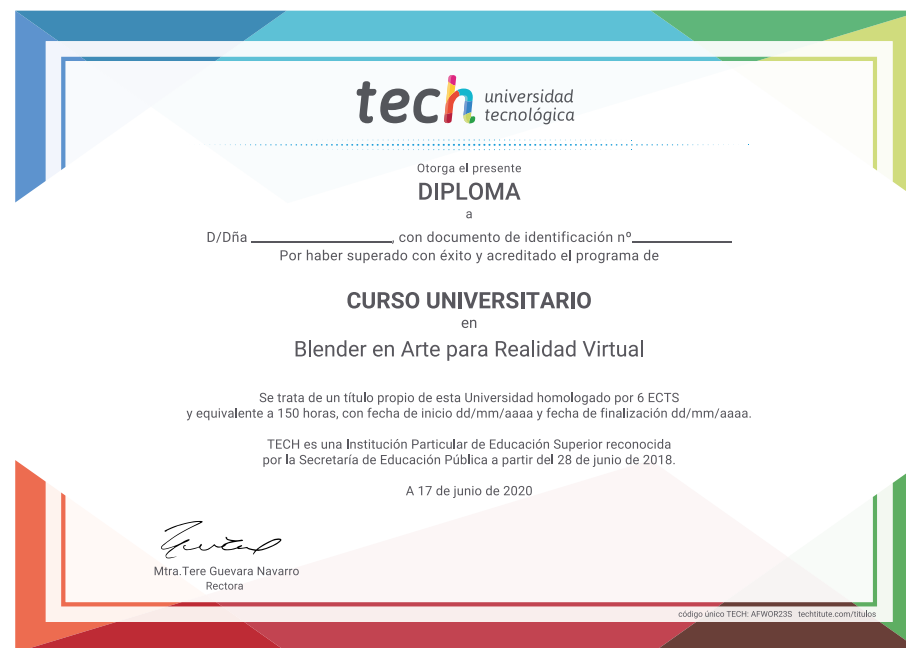 tech universidad
tecnológica
Otorga el presente
DIPLOMA
a
D/Dña ____________________, con documento de identificación nº______________
Por haber superado con éxito y acreditado el programa de
CURSO UNIVERSITARIO
en
Blender en Arte para Realidad Virtual
Se trata de un título propio de esta Universidad homologado por 6 ECTS
y equivalente a 150 horas, con fecha de inicio dd/mm/aaaa y fecha de finalización dd/mm/aaaa.
TECH es una Institución Particular de Educación Superior reconocida
por la Secretaría de Educación Pública a partir del 28 de junio de 2018.
A 17 de junio de 2020
Mtra.Tere Guevara Navarro
Rectora
código único TECH: AFWOR23S techtitute.com/titulos